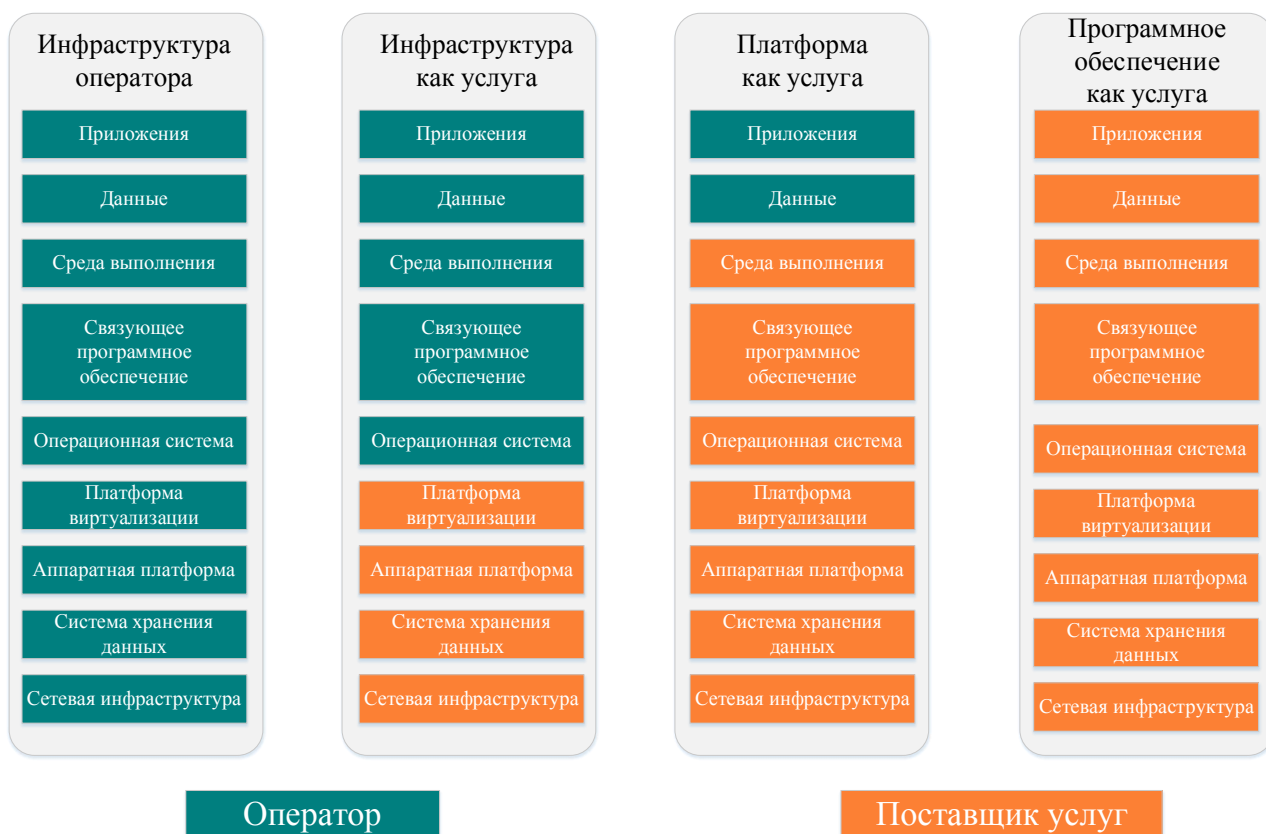 Инфраструктура
оператора
Приложения
Данные
Среда выполнения
Связующее
программное
обеспечение
Операционная система
Платформа
виртуализации
Аппаратная платформа
Система хранения
данных
Сетевая инфраструктура
Инфраструктура
как услуга
Приложения
Данные
Среда выполнения
Связующее
программное
обеспечение
Операционная система
Платформа
виртуализации
Аппаратная платформа
Система хранения
данных
Сетевая инфраструктура
Платформа
как услуга
Приложения
Данные
Среда выполнения
Связующее
программное
обеспечение
Операционная система
Платформа
виртуализации
Аппаратная платформа
Система хранения
данных
Сетевая инфраструктура
Программное
обеспечение
как услуга
Приложения
Данные
Среда выполнения
Связующее
программное
обеспечение
Операционная система
Платформа
виртуализации
Аппаратная платформа
Система хранения
данных
Сетевая инфраструктура
Оператор
Поставщик услуг